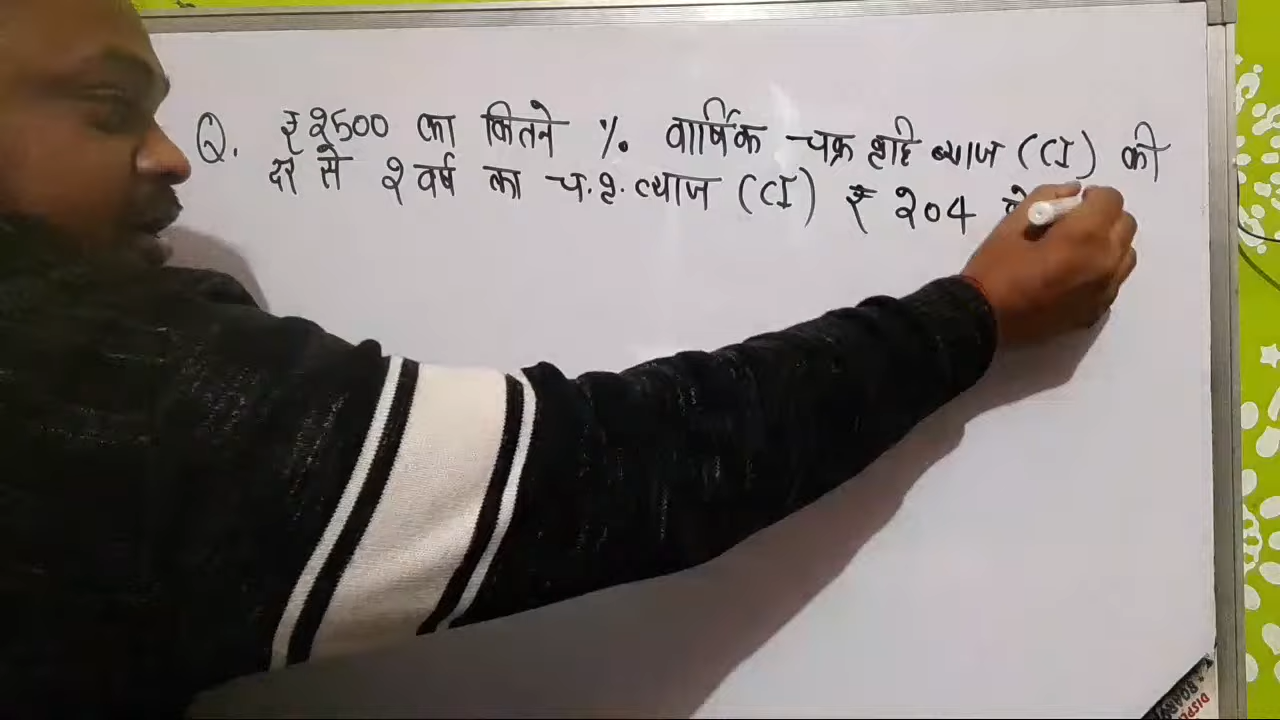 Q. ₹2500 का कितने % वार्षिक चक्रवृद्धि ब्याज (CI) की
दर से 2 वर्ष का च.वृ. ब्याज (CI) ₹ 204